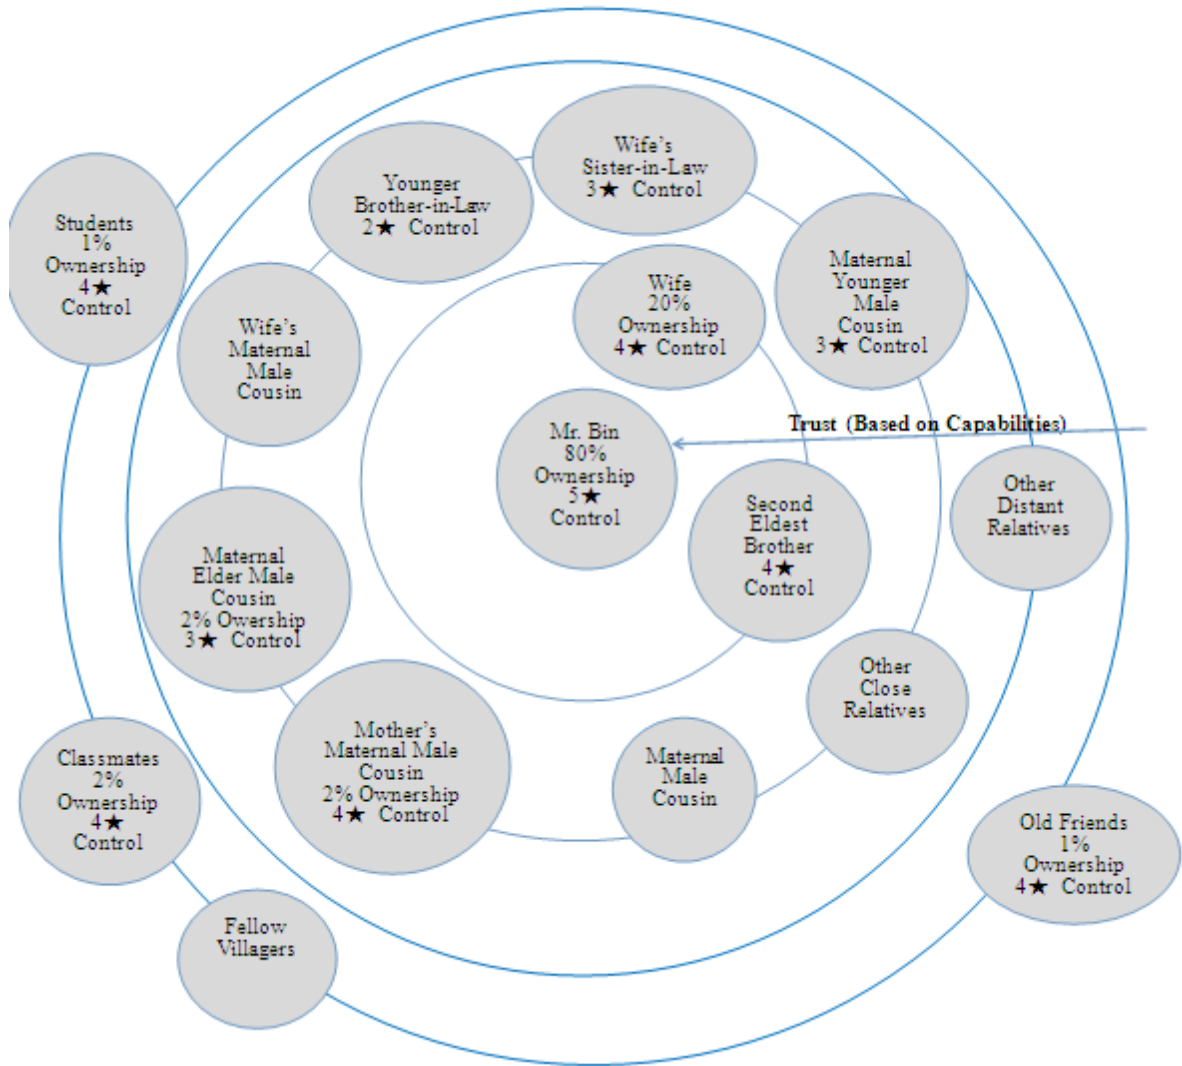 Wife's
Sister-in-Law
3★ Control
Younger
Brother-in-Law
2★ Control
Students
1%
Ownership
4★
Control
Maternal
Younger
Male
Cousin
3★ Control
Wife
20%
Ownership
4★ Control
Wife's
Maternal
Male
Cousin
Trust (Based on Capabilities)
Mr. Bin
80%
Ownership
5★
Control
Other
Distant
Relatives
Second
Eldest
Brother
4★
Control
Maternal
Elder Male
Cousin
2% Owership
3★ Control
Other
Close
Relatives
Mother's
Maternal Male
Cousin
2% Ownership
4★ Control
Maternal
Male
Cousin
Classmates
2%
Ownership
4★
Control
Old Friends
1%
Ownership
4★ Control
Fellow
Villagers